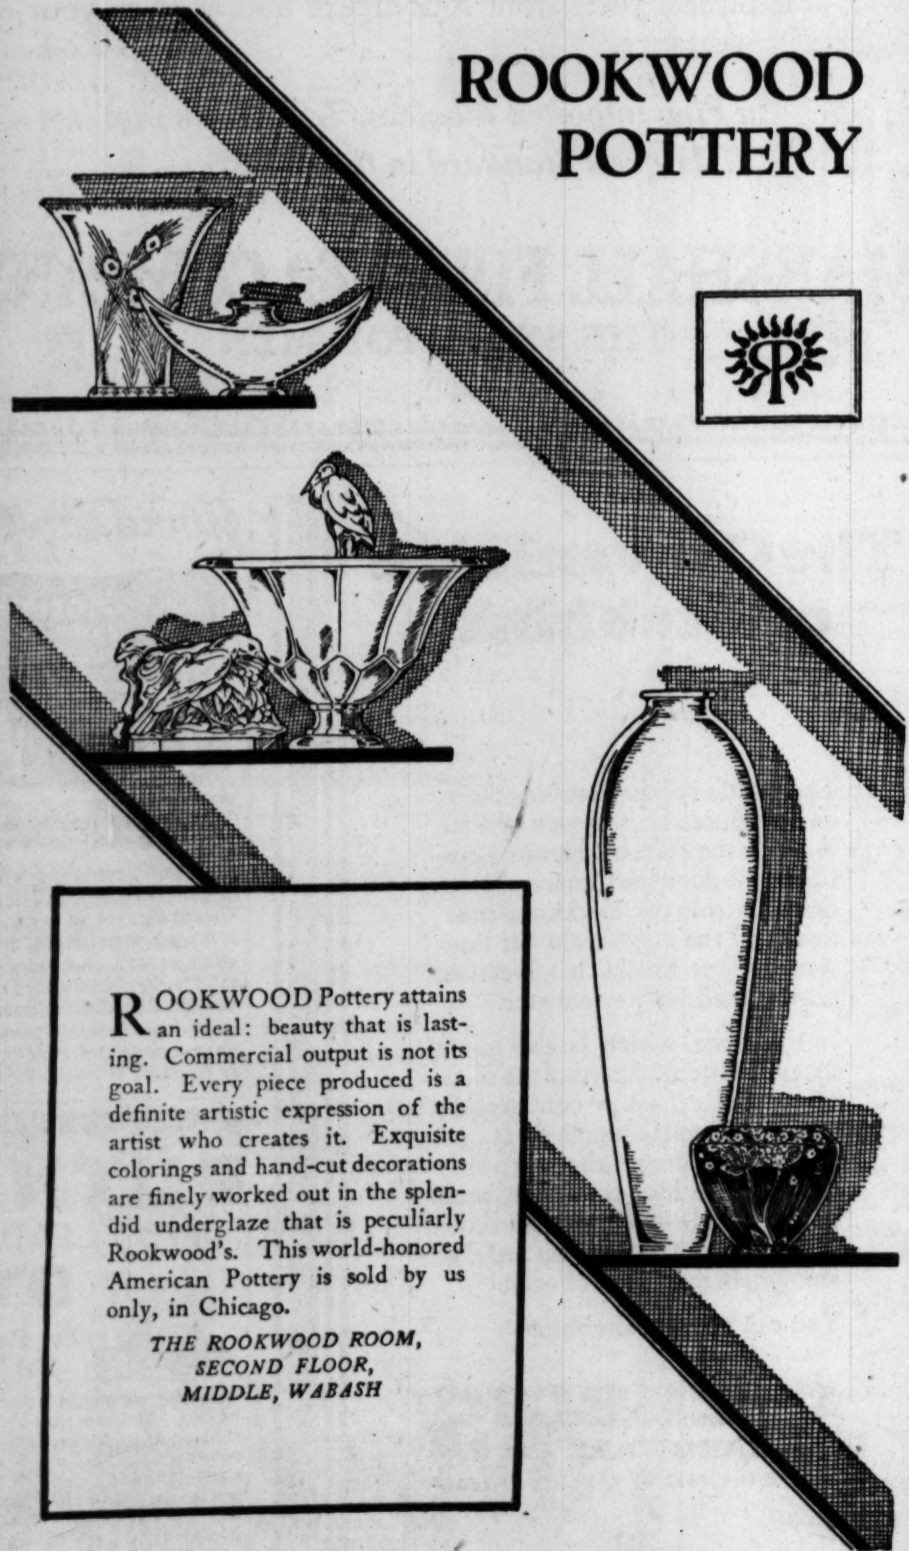 ROOKWOOD
POTTERY
RP
ROOKWOOD Pottery attains
an ideal: beauty that is last-
ing. Commercial output is not its
goal. Every piece produced is a
definite artistic expression of the
artist who creates it. Exquisite
colorings and hand-cut decorations
are finely worked out in the splen-
did underglaze that is peculiarly
Rookwood's. This world-honored
American Pottery is sold by us
only, in Chicago.
THE ROOKWOOD ROOM,
SECOND FLOOR,
MIDDLE, WABASH